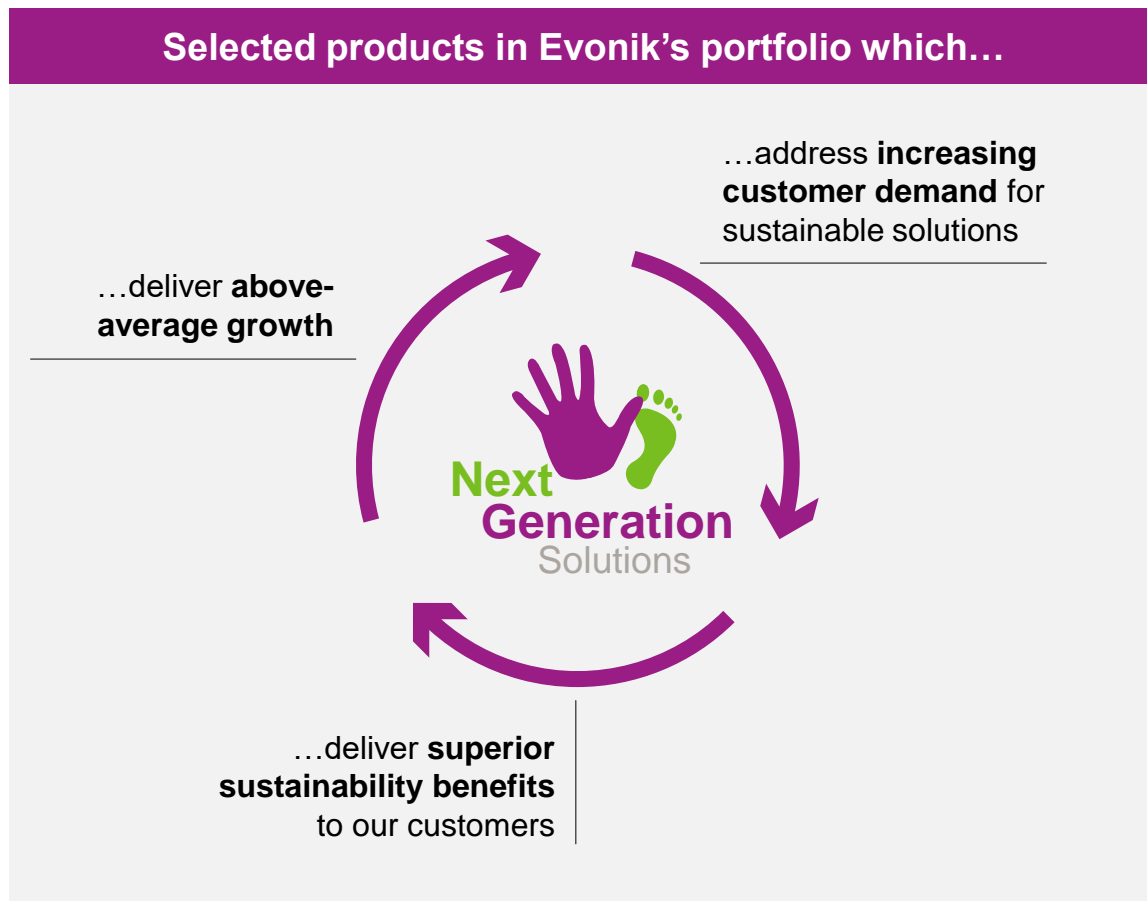 Selected products in Evonik’s portfolio which…
…address increasing
customer demand for
sustainable solutions
…deliver above-
average growth
Next
Generation
Solutions
…deliver superior
sustainability benefits
to our customers